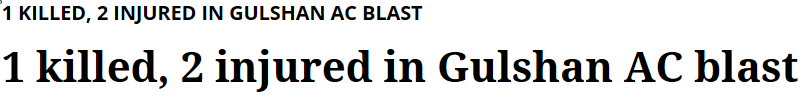 1 KILLED, 2 INJURED IN GULSHAN AC BLAST
1 killed, 2 injured in Gulshan AC blast